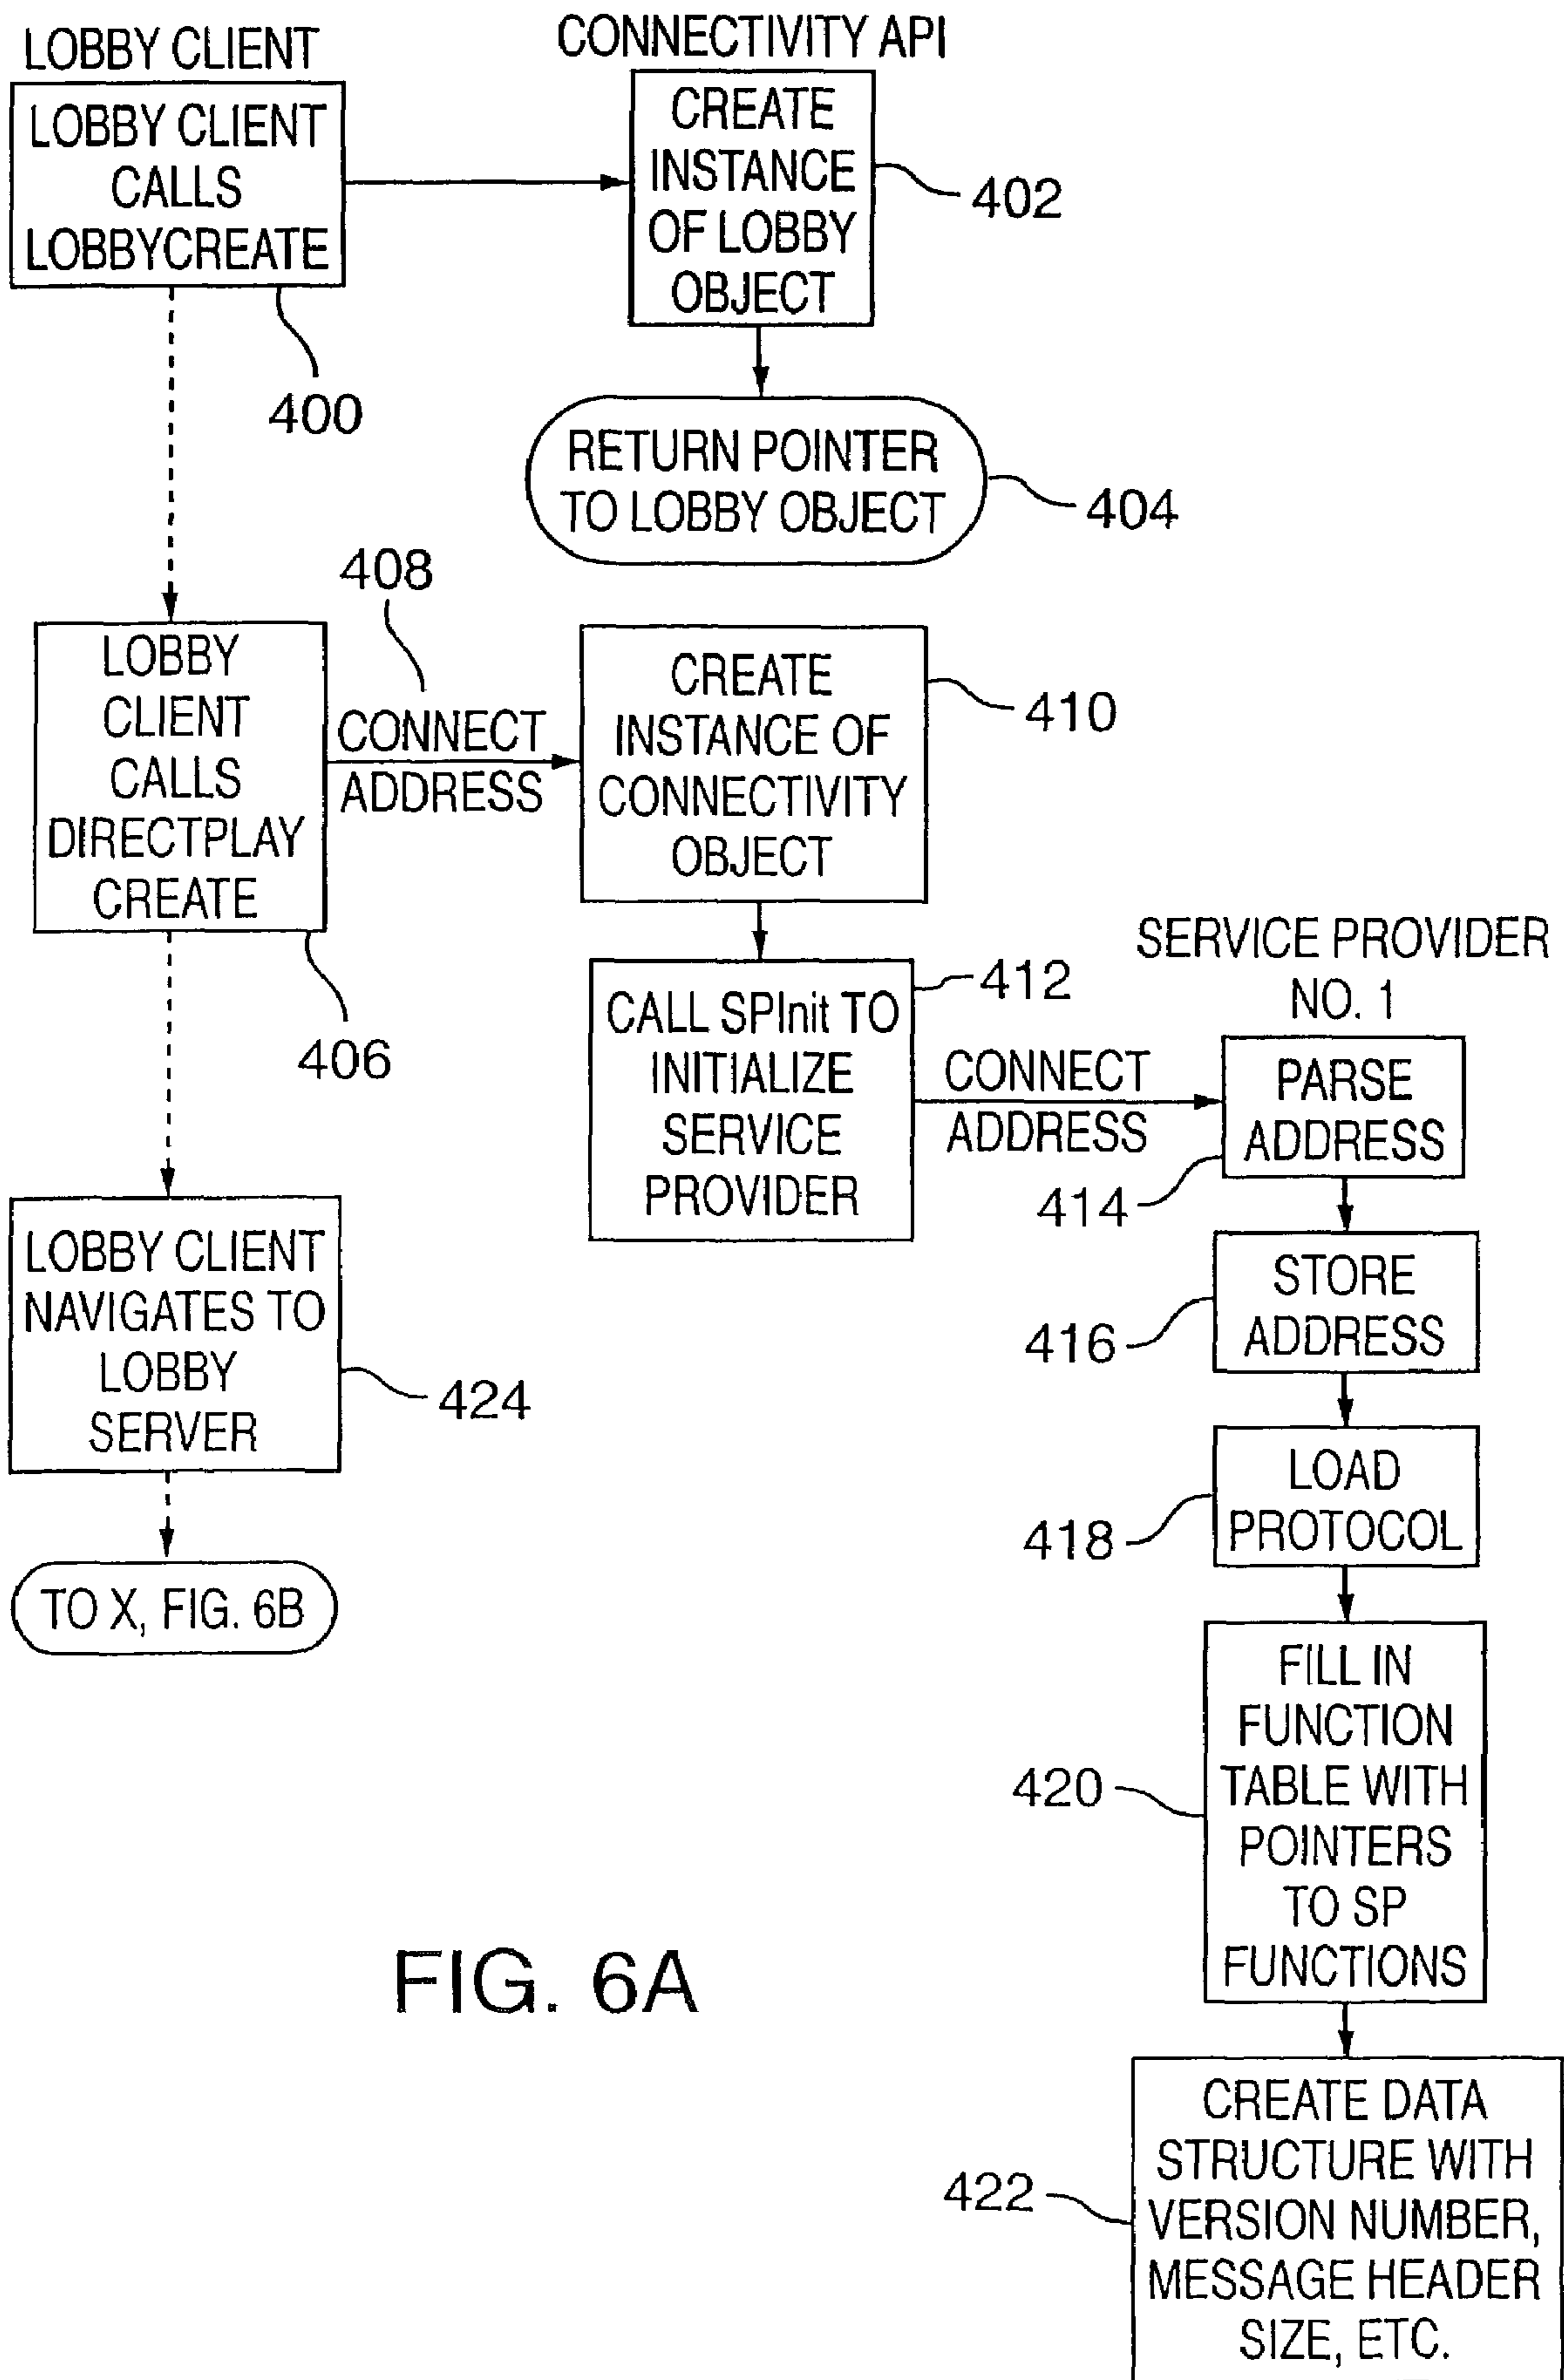 LOBBY CLIENT
LOBBY CLIENT
CALLS
LOBBYCREATE
400
CONNECTIVITY API
CREATE
INSTANCE
OF LOBBY
OBJECT
402
RETURN POINTER
TO LOBBY OBJECT
404
LOBBY
CLIENT
CALLS
DIRECTPLAY
CREATE
406
408
CONNECT
ADDRESS
CREATE
INSTANCE OF
CONNECTIVITY
OBJECT
410
CALL SPInit TO
INITIALIZE
SERVICE
PROVIDER
412
CONNECT
ADDRESS
SERVICE PROVIDER
NO. 1
PARSE
ADDRESS
414
STORE
ADDRESS
416
LOAD
PROTOCOL
418
FILL IN
FUNCTION
TABLE WITH
POINTERS
TO SP
FUNCTIONS
420
CREATE DATA
STRUCTURE WITH
VERSION NUMBER,
MESSAGE HEADER
SIZE, ETC.
422
LOBBY CLIENT
NAVIGATES TO
LOBBY
SERVER
424
TO X, FIG. 6B
FIG. 6A